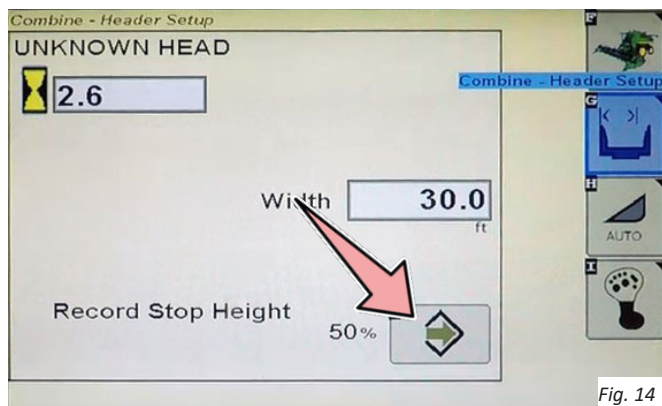 Combine - Header Setup
UNKNOWN HEAD
2.6
Combine - Header Setup
Width 30.0
ft
Record Stop Height
50%
F
G
H
AUTO
I
Fig. 14